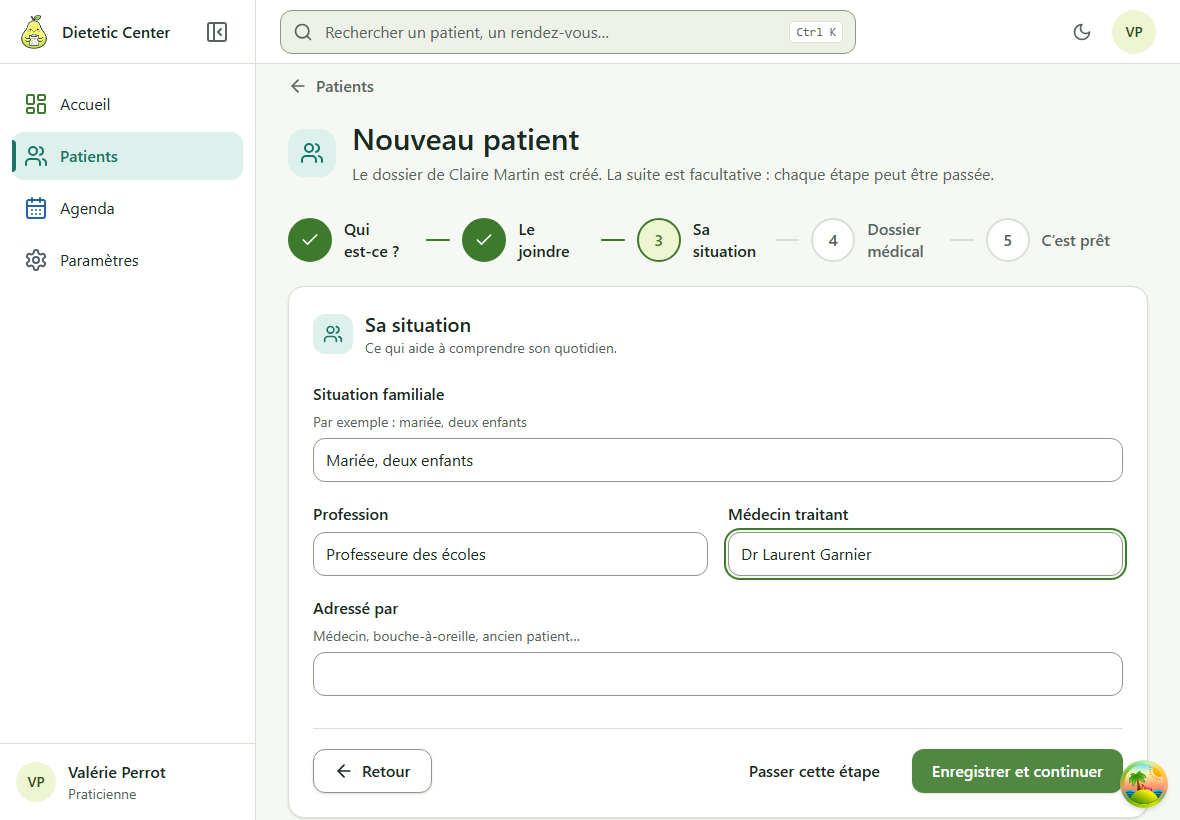 Dietetic Center
Rechercher un patient, un rendez-vous...
Ctrl K
VP
Accueil
Patients
Agenda
Paramètres
Valérie Perrot
Praticienne
VP
Patients
Nouveau patient
Le dossier de Claire Martin est créé. La suite est facultative : chaque étape peut être passée.
Qui
est-ce ?
Le
joindre
3
Sa
situation
4
Dossier
médical
5
C’est prêt
Sa situation
Ce qui aide à comprendre son quotidien.
Situation familiale
Par exemple : mariée, deux enfants
Mariée, deux enfants
Profession
Professeure des écoles
Médecin traitant
Dr Laurent Garnier
Adressé par
Médecin, bouche-à-oreille, ancien patient...
Retour
Passer cette étape
Enregistrer et continuer